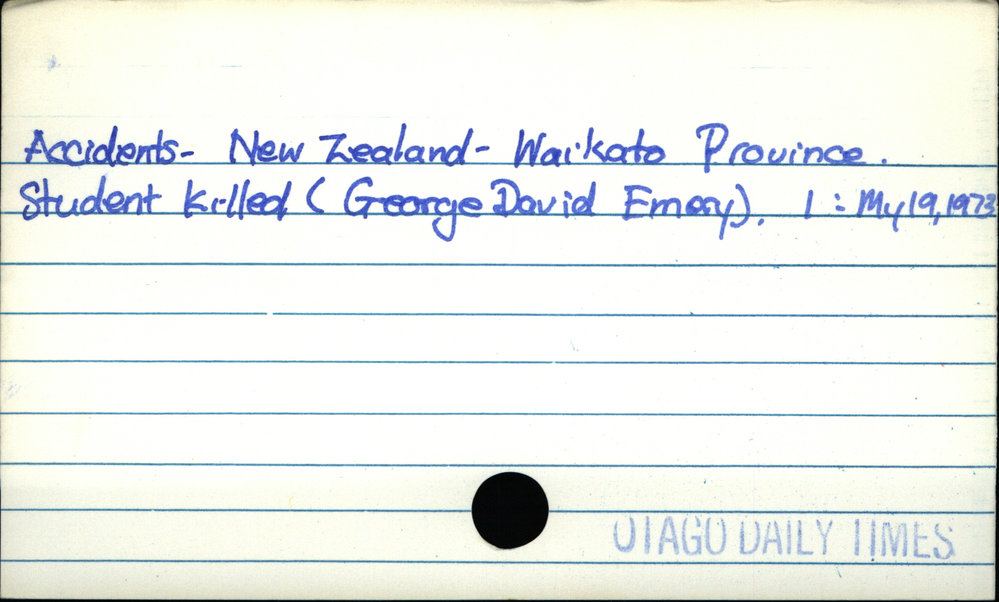 Accidents- New Zealand- Waikato Province.
Student Killed (George David Emery). 1: My 19, 1973
OTAGO DAILY TIMES